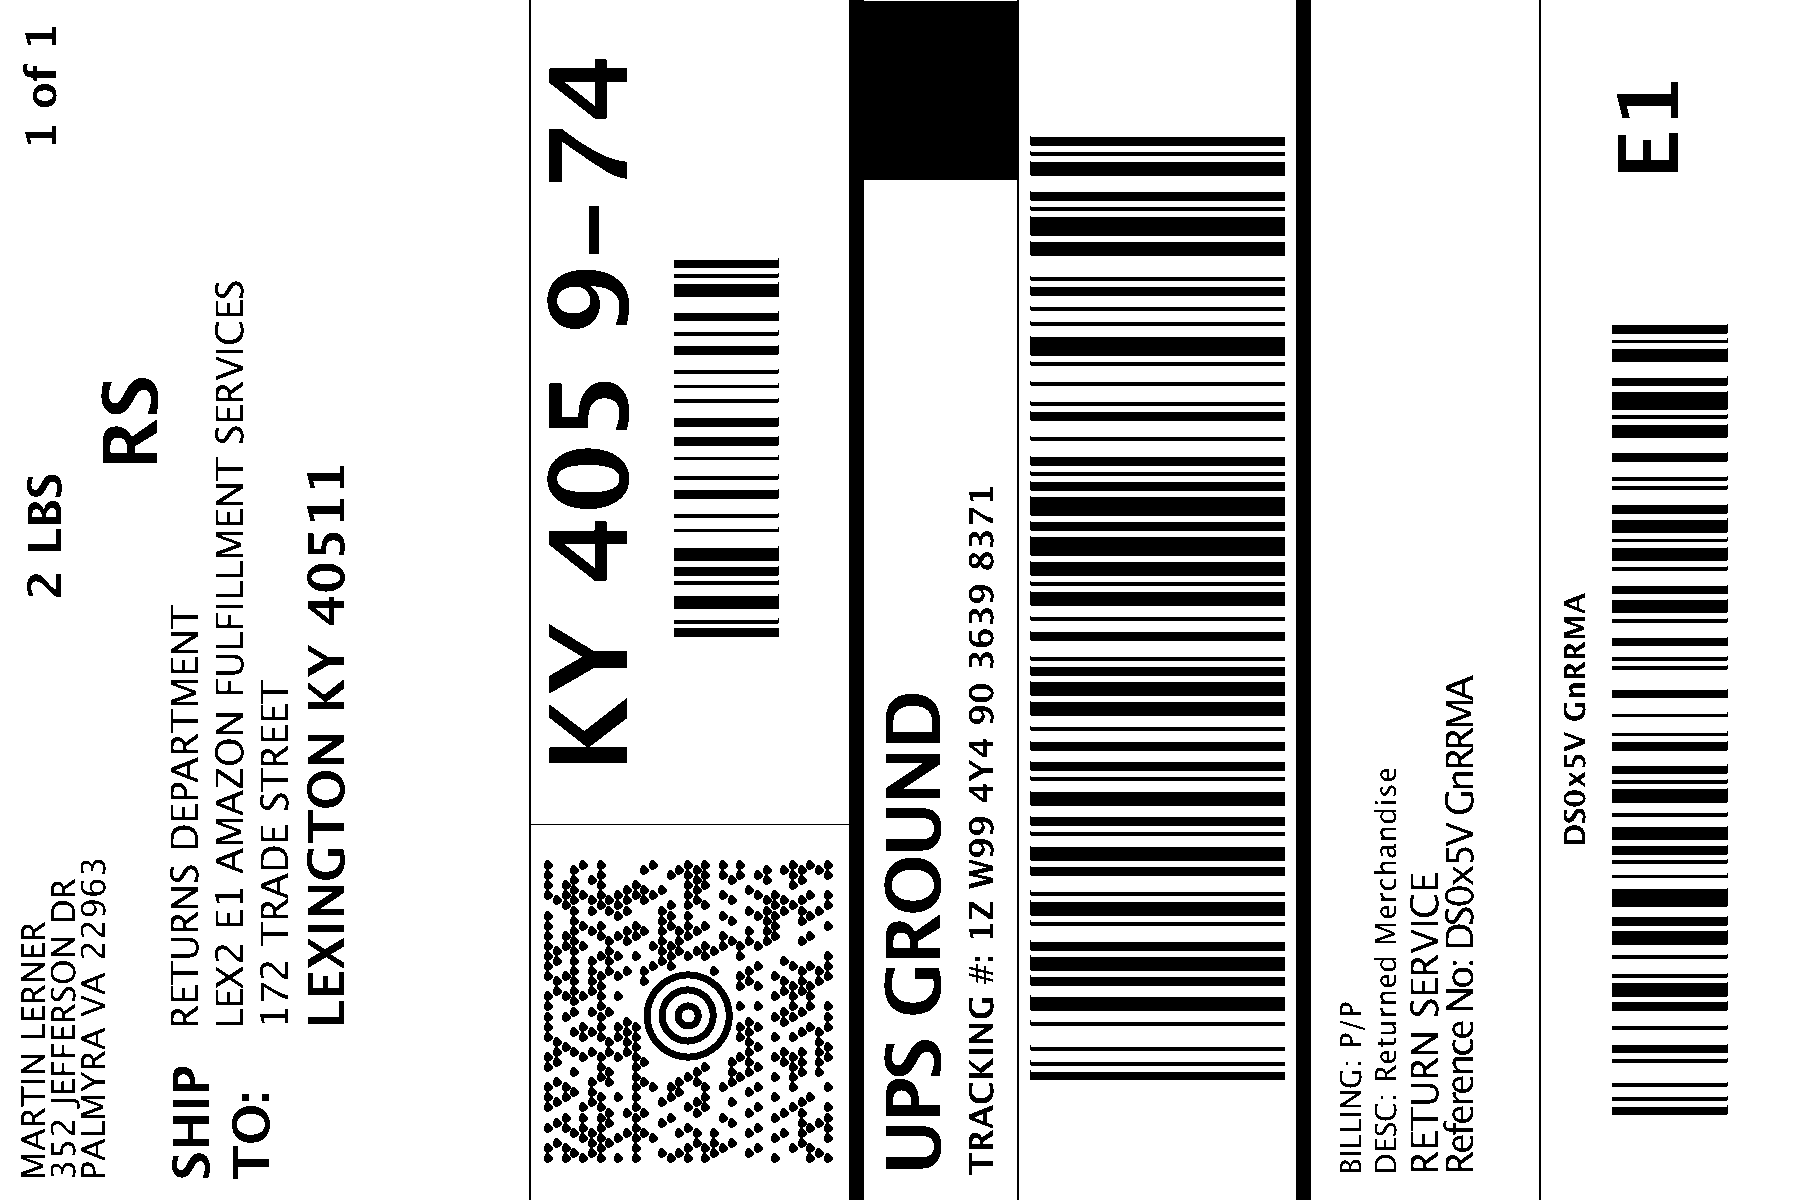 MARTIN LERNER
352 JEFFERSON DR
PALMYRA VA 22963
2 LBS
1 of 1
RS
SHIP
TO:
RETURNS DEPARTMENT
LEX2 E1 AMAZON FULFILLMENT SERVICES
172 TRADE STREET
LEXINGTON KY 40511
KY 405 9-74
UPS GROUND
TRACKING #: 1Z W99 4Y4 90 3639 8371
BILLING: P/P
DESC: Returned Merchandise
RETURN SERVICE
Reference No: DS0x5V GnRRMA
DS0x5V GnRRMA
E1